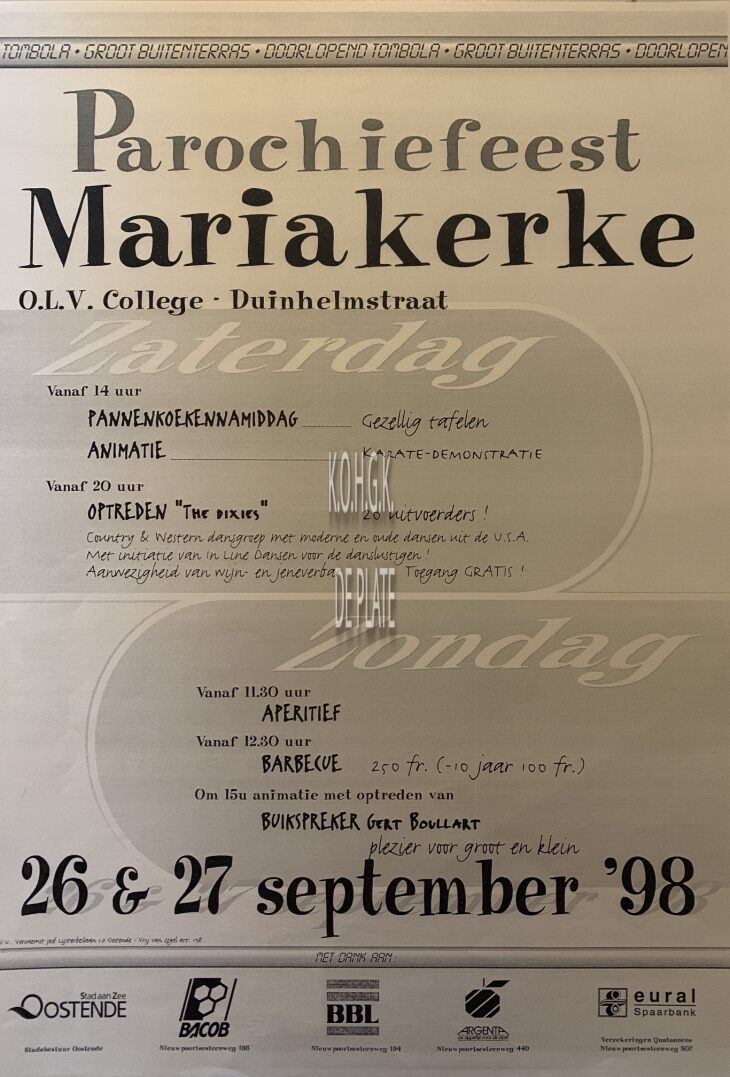 TOMBOLA • GROOT BUITENTERRAS • DOORLOPEND TOMBOLA • GROOT BUITENTERRAS • DOORLOPEN
Parochiefeest
Mariakerke
O.L.V. College - Duinhelmstraat
Zaterdag
Vanaf 14 uur
PANNENKOEKENNAMIDDAG Gezellig tafelen
ANIMATIE KARATE-DEMONSTRATIE
Vanaf 20 uur
OPTREDEN "THE DIXIES" 20 uitvoerders !
Country & Western dansgroep met moderne en oude dansen uit de U.S.A.
Met initiatie van In Line Dansen voor de danslustigen !
Aanwezigheid van wijn- en jeneverba Toegang GRATIS !
K.O.H.G.K.
DE PLATE
Zondag
Vanaf 11.30 uur
APERITIEF
Vanaf 12.30 uur
BARBECUE 250 fr. (-10 jaar 100 fr.)
Om 15u animatie met optreden van
BUIKSPREKER GERT BOULLART
plezier voor groot en klein
26 & 27 september '98
MET DANK AAN:
Stad aan Zee
OOSTENDE
Stadsbestuur Oostende
BACOB
Nieuwpoortsesteenweg 186
BBL
Nieuwpoortsesteenweg 194
ARGENTA
Nieuwpoortsesteenweg 449
eural
Spaarbank
Verzekeringen Qualannens
Nieuwpoortsesteenweg 807